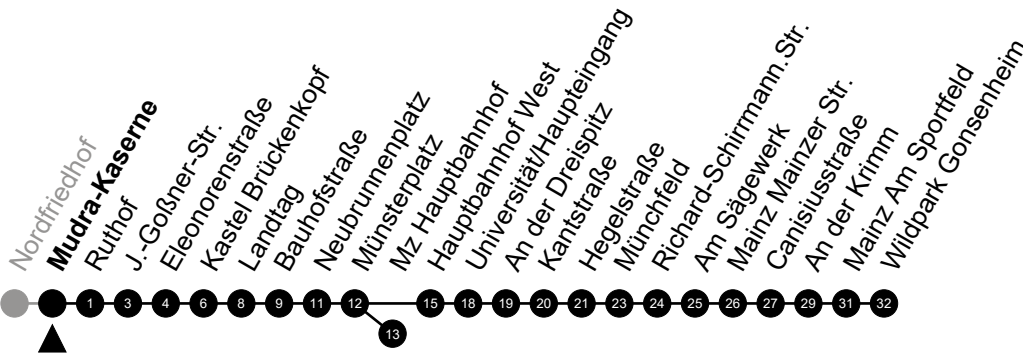 Nordfriedhof
Mudra-Kaserne
Ruthof
J.-Goßner-Str.
Eleonorenstraße
Kastel Brückenkopf
Landtag
Bauhofstraße
Neubrunnenplatz
Münsterplatz
Mz Hauptbahnhof
Hauptbahnhof West
Universität/Haupteingang
An der Dreispitz
Kantstraße
Hegelstraße
Münchfeld
Richard-Schirrmann.Str.
Am Sägewerk
Mainz Mainzer Str.
Canisiusstraße
An der Krimm
Mainz Am Sportfeld
Wildpark Gonsenheim
1 3 4 6 8 9 11 12 15 18 19 20 21 23 24 25 26 27 29 31 32
13